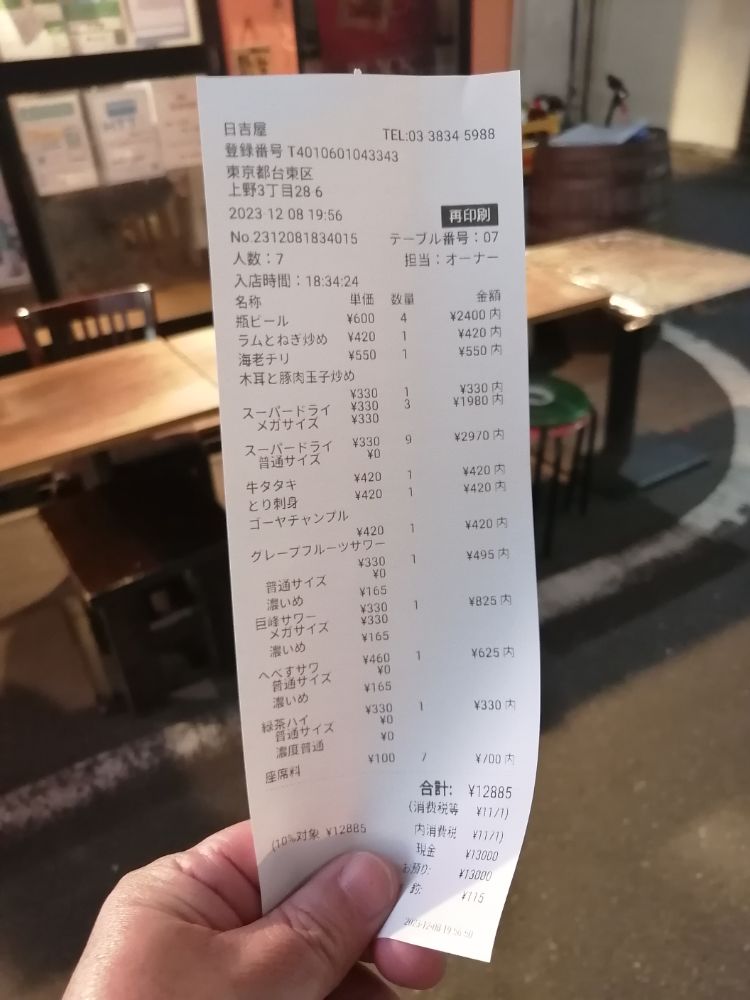 日吉屋 TEL:03 3834 5988
登録番号 T4010601043343
東京都台東区
上野3丁目28 6
2023 12 08 19:56 再印刷
No.2312081834015 テーブル番号：07
人数：7 担当：オーナー
入店時間：18:34:24
名称 単価 数量 金額
瓶ビール ¥600 4 ¥2400 内
ラムとねぎ炒め ¥420 1 ¥420 内
海老チリ ¥550 1 ¥550 内
木耳と豚肉玉子炒め
¥330 1 ¥330 内
スーパードライ ¥330 3 ¥1980 内
メガサイズ ¥330
スーパードライ ¥330 9 ¥2970 内
普通サイズ ¥0
牛タタキ ¥420 1 ¥420 内
とり刺身 ¥420 1 ¥420 内
ゴーヤチャンプル
¥420 1 ¥420 内
グレープフルーツサワー
¥330 1 ¥495 内
普通サイズ ¥0
濃いめ ¥165
巨峰サワー ¥330 1 ¥825 内
メガサイズ ¥330
濃いめ ¥165
へべすサワ ¥460 1 ¥625 内
普通サイズ ¥0
濃いめ ¥165
緑茶ハイ ¥330 1 ¥330 内
普通サイズ ¥0
濃度普通 ¥0
座席料 ¥100 7 ¥700 内
合計: ¥12885
(消費税等 ¥1171)
(10%対象 ¥12885 内消費税 ¥1171)
現金 ¥13000
お預り: ¥13000
釣: ¥115
2023-12-08 19:56:50